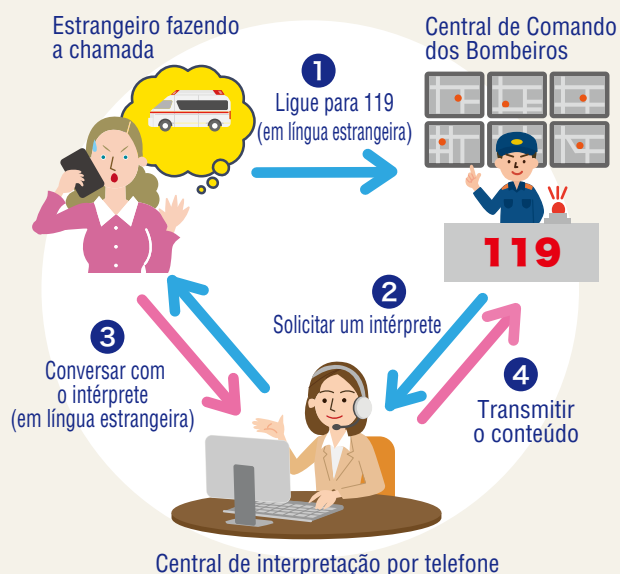 Estrangeiro fazendo
a chamada
Central de Comando
dos Bombeiros
1
Ligue para 119
(em língua estrangeira)
119
2
Solicitar um intérprete
3
Conversar com
o intérprete
(em língua estrangeira)
4
Transmitir
o conteúdo
Central de interpretação por telefone